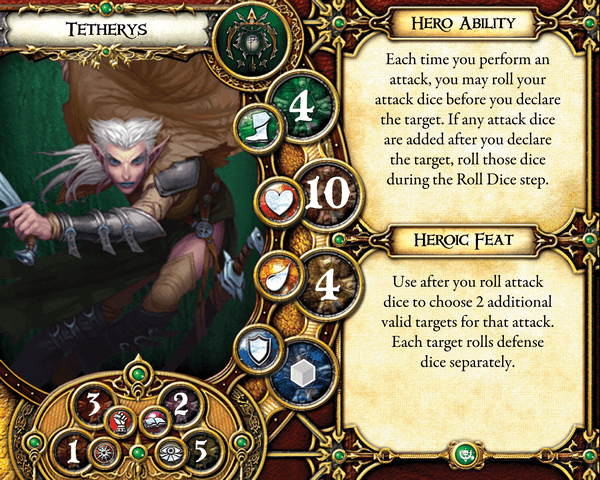 Tetherys
4
10
4
3
2
1
5
Hero Ability
Each time you perform an
attack, you may roll your
attack dice before you declare
the target. If any attack dice
are added after you declare
the target, roll those dice
during the Roll Dice step.
Heroic Feat
Use after you roll attack
dice to choose 2 additional
valid targets for that attack.
Each target rolls defense
dice separately.